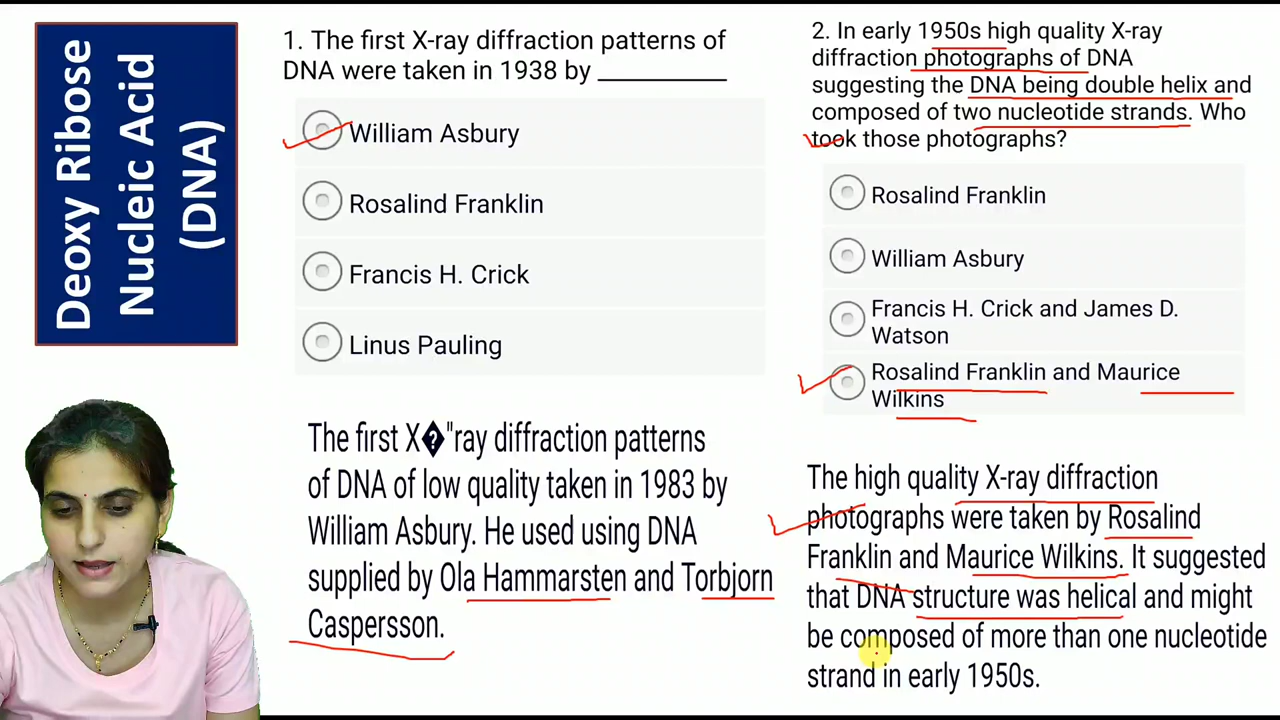 Deoxy Ribose
Nucleic Acid
(DNA)
1. The first X-ray diffraction patterns of
DNA were taken in 1938 by ___________
William Asbury
Rosalind Franklin
Francis H. Crick
Linus Pauling
The first X�"ray diffraction patterns
of DNA of low quality taken in 1983 by
William Asbury. He used using DNA
supplied by Ola Hammarsten and Torbjorn
Caspersson.
2. In early 1950s high quality X-ray
diffraction photographs of DNA
suggesting the DNA being double helix and
composed of two nucleotide strands. Who
took those photographs?
Rosalind Franklin
William Asbury
Francis H. Crick and James D.
Watson
Rosalind Franklin and Maurice
Wilkins
The high quality X-ray diffraction
photographs were taken by Rosalind
Franklin and Maurice Wilkins. It suggested
that DNA structure was helical and might
be composed of more than one nucleotide
strand in early 1950s.